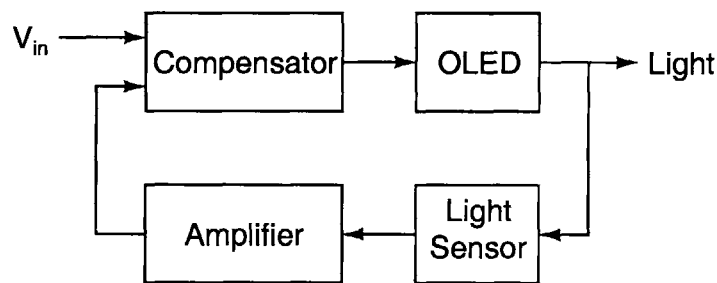 V_in
Compensator
OLED
Light
Amplifier
Light
Sensor